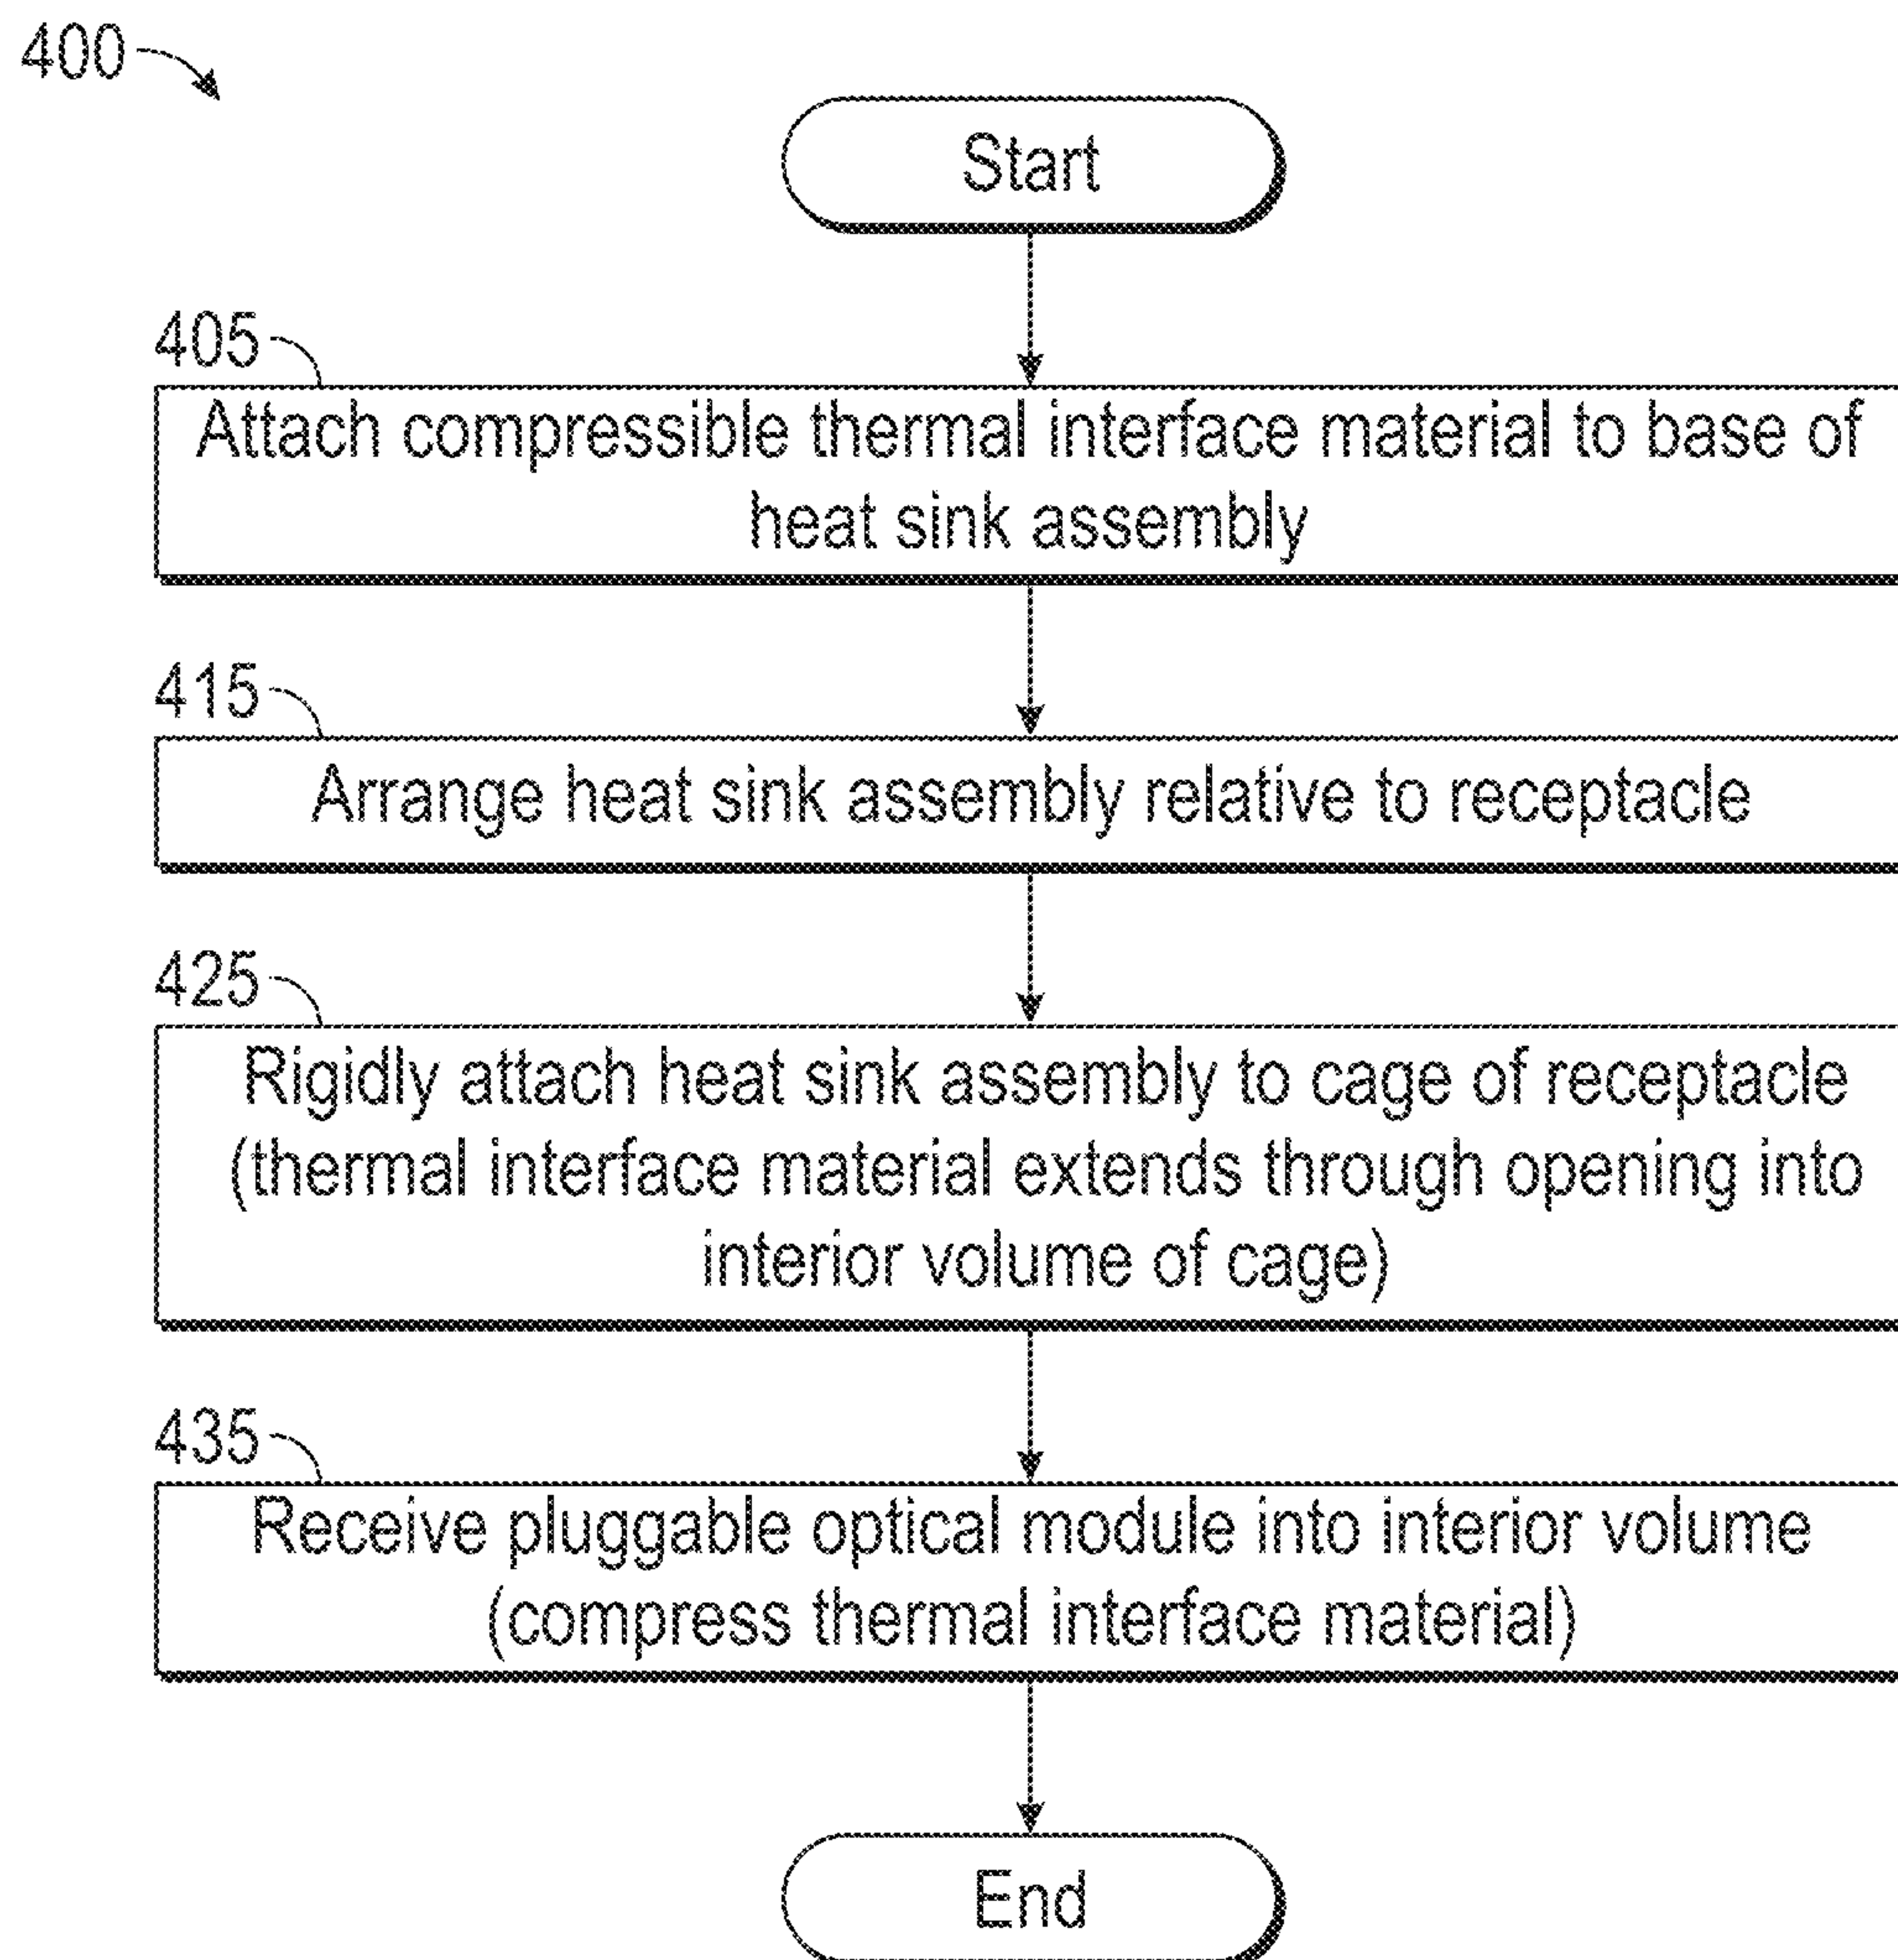 400
Start
405
Attach compressible thermal interface material to base of
heat sink assembly
415
Arrange heat sink assembly relative to receptacle
425
Rigidly attach heat sink assembly to cage of receptacle
(thermal interface material extends through opening into
interior volume of cage)
435
Receive pluggable optical module into interior volume
(compress thermal interface material)
End